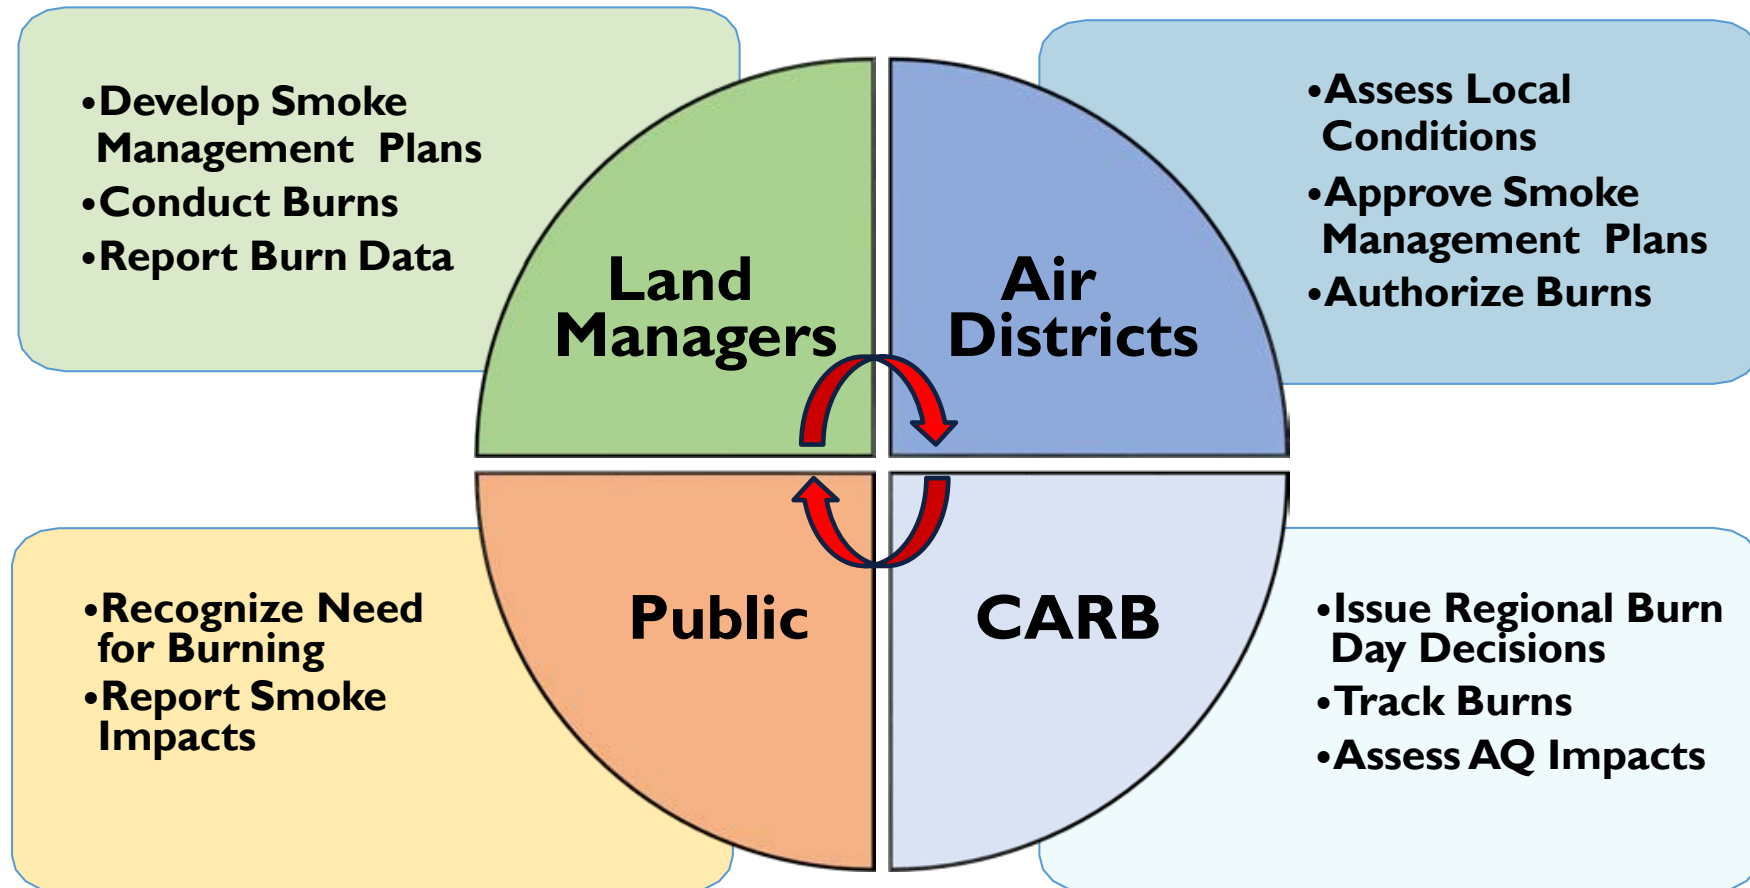 •Develop Smoke
Management Plans
•Conduct Burns
•Report Burn Data
Land
Managers
Air
Districts
•Assess Local
Conditions
•Approve Smoke
Management Plans
•Authorize Burns
•Recognize Need
for Burning
•Report Smoke
Impacts
Public
CARB
•Issue Regional Burn
Day Decisions
•Track Burns
•Assess AQ Impacts